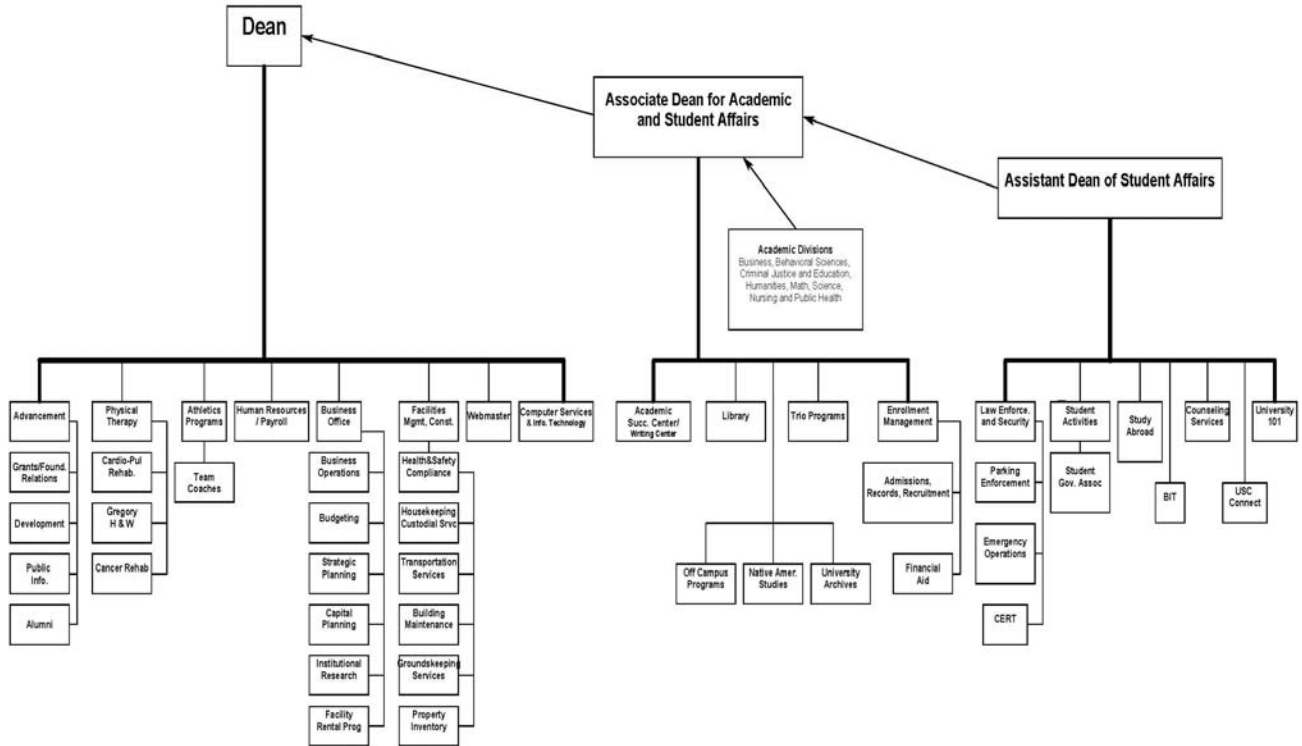 Dean
Associate Dean for Academic
and Student Affairs
Assistant Dean of Student Affairs
Academic Divisions
Business, Behavioral Sciences,
Criminal Justice and Education,
Humanities, Math, Science,
Nursing and Public Health
Advancement
Grants/Found.
Relations
Development
Public
Info.
Alumni
Physical
Therapy
Cardio-Pul
Rehab.
Gregory
H & W
Cancer Rehab
Athletics
Programs
Team
Coaches
Human Resources
/ Payroll
Business
Office
Business
Operations
Budgeting
Strategic
Planning
Capital
Planning
Institutional
Research
Facility
Rental Prog
Facilities
Mgmt, Const.
Health&Safety
Compliance
Housekeeping
Custodial Srvc
Transportation
Services
Building
Maintenance
Groundskeeping
Services
Property
Inventory
Webmaster
Computer Services
& Info. Technology
Academic
Succ. Center/
Writing Center
Library
Trio Programs
Off Campus
Programs
Native Amer.
Studies
University
Archives
Enrollment
Management
Admissions,
Records, Recruitment
Financial
Aid
Law Enforce.
and Security
Parking
Enforcement
Emergency
Operations
CERT
Student
Activities
Student
Gov. Assoc
Study
Abroad
BIT
Counseling
Services
USC
Connect
University
101